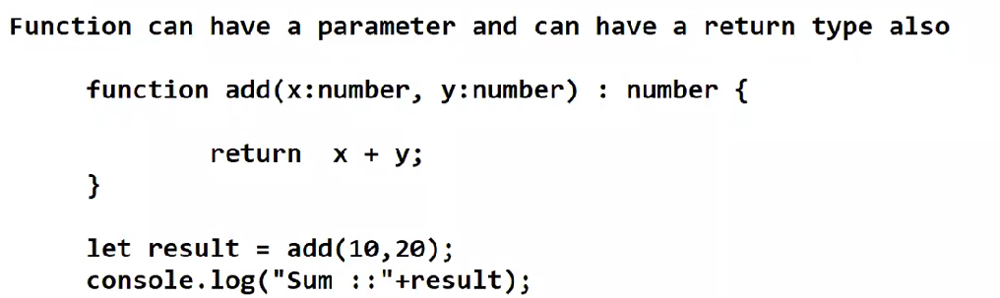 Function can have a parameter and can have a return type also
function add(x:number, y:number) : number {
return  x + y;
}
let result = add(10,20);
console.log("Sum ::"+result);